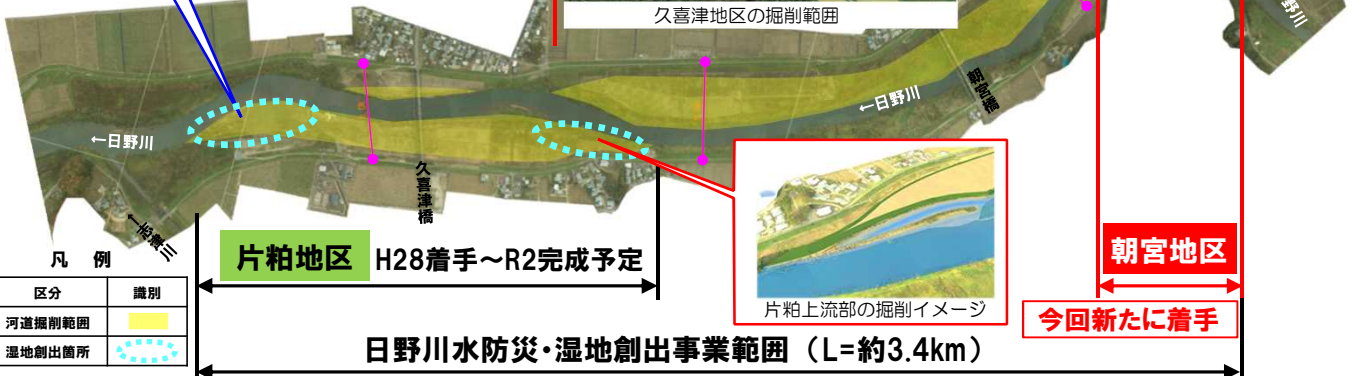 久喜津地区の掘削範囲
野川
朝宮橋
←日野川
←日野川
久喜津橋
←志津川
片粕地区 H28着手～R2完成予定
片粕上流部の掘削イメージ
朝宮地区
今回新たに着手
凡 例
区分 識別
河道掘削範囲
湿地創出箇所
日野川水防災・湿地創出事業範囲（L=約3.4km）